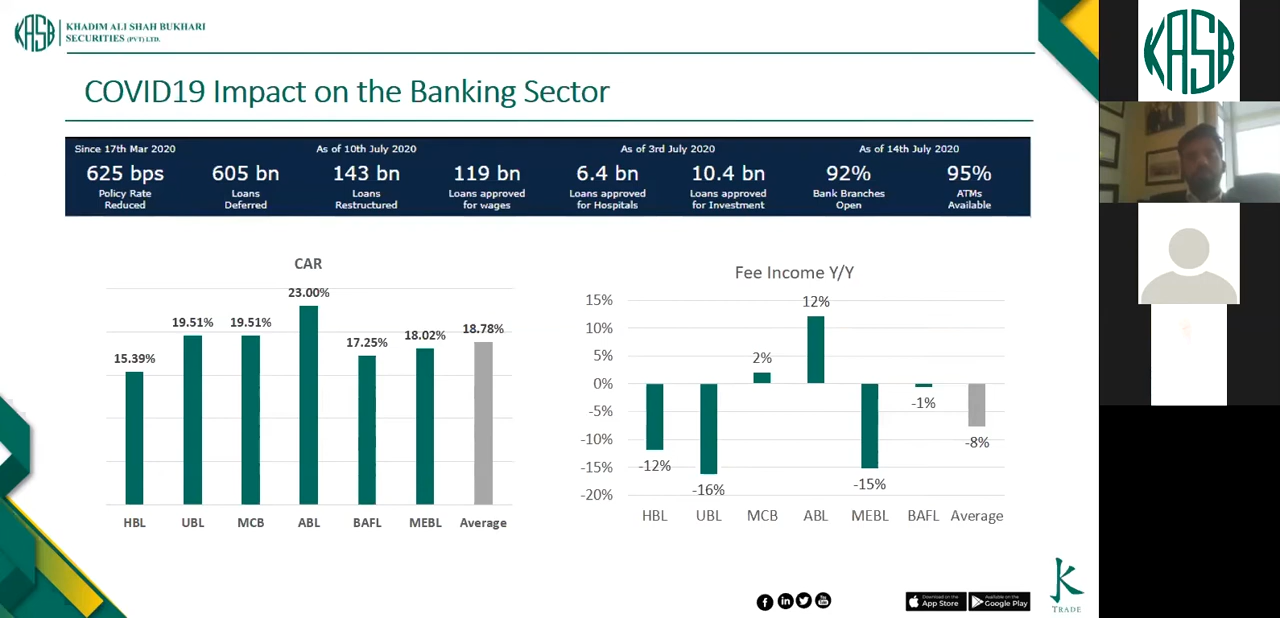 KASB
KHADIM ALI SHAH BUKHARI
SECURITIES (PVT) LTD.
COVID19 Impact on the Banking Sector
Since 17th Mar 2020
As of 10th July 2020
As of 3rd July 2020
As of 14th July 2020
625 bps
605 bn
143 bn
119 bn
6.4 bn
10.4 bn
92%
95%
Policy Rate
Reduced
Loans
Deferred
Loans
Restructured
Loans approved
for wages
Loans approved
for Hospitals
Loans approved
for Investment
Bank Branches
Open
ATMs
Available
CAR
15.39%
19.51%
19.51%
23.00%
17.25%
18.02%
18.78%
HBL
UBL
MCB
ABL
BAFL
MEBL
Average
Fee Income Y/Y
15%
10%
5%
0%
-5%
-10%
-15%
-20%
-12%
-16%
2%
12%
-15%
-1%
-8%
HBL
UBL
MCB
ABL
MEBL
BAFL
Average
Download on the
App Store
Available on the
Google Play
K
TRADE
KASB